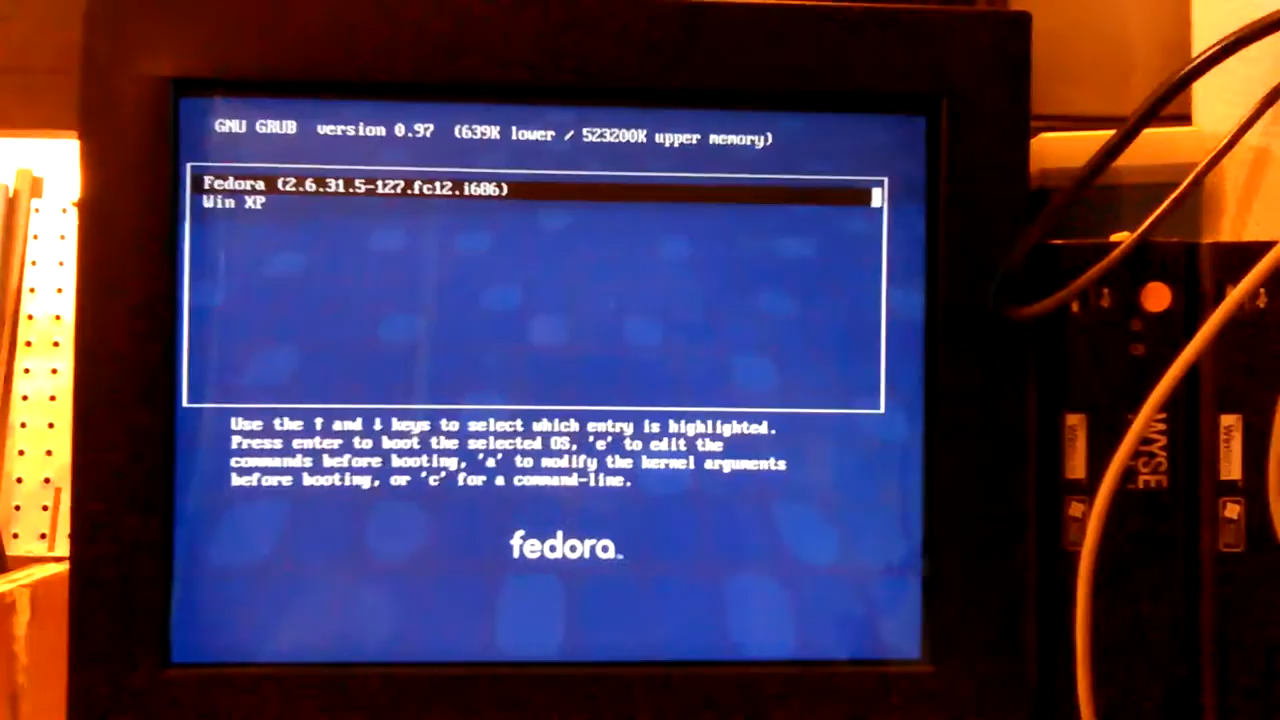 GNU GRUB version 0.97 (639K lower / 523200K upper memory)
Fedora (2.6.31.5-127.fc12.i686)
Win XP
Use the ↑ and ↓ keys to select which entry is highlighted.
Press enter to boot the selected OS, 'e' to edit the
commands before booting, 'a' to modify the kernel arguments
before booting, or 'c' for a command-line.
fedora
WYSE